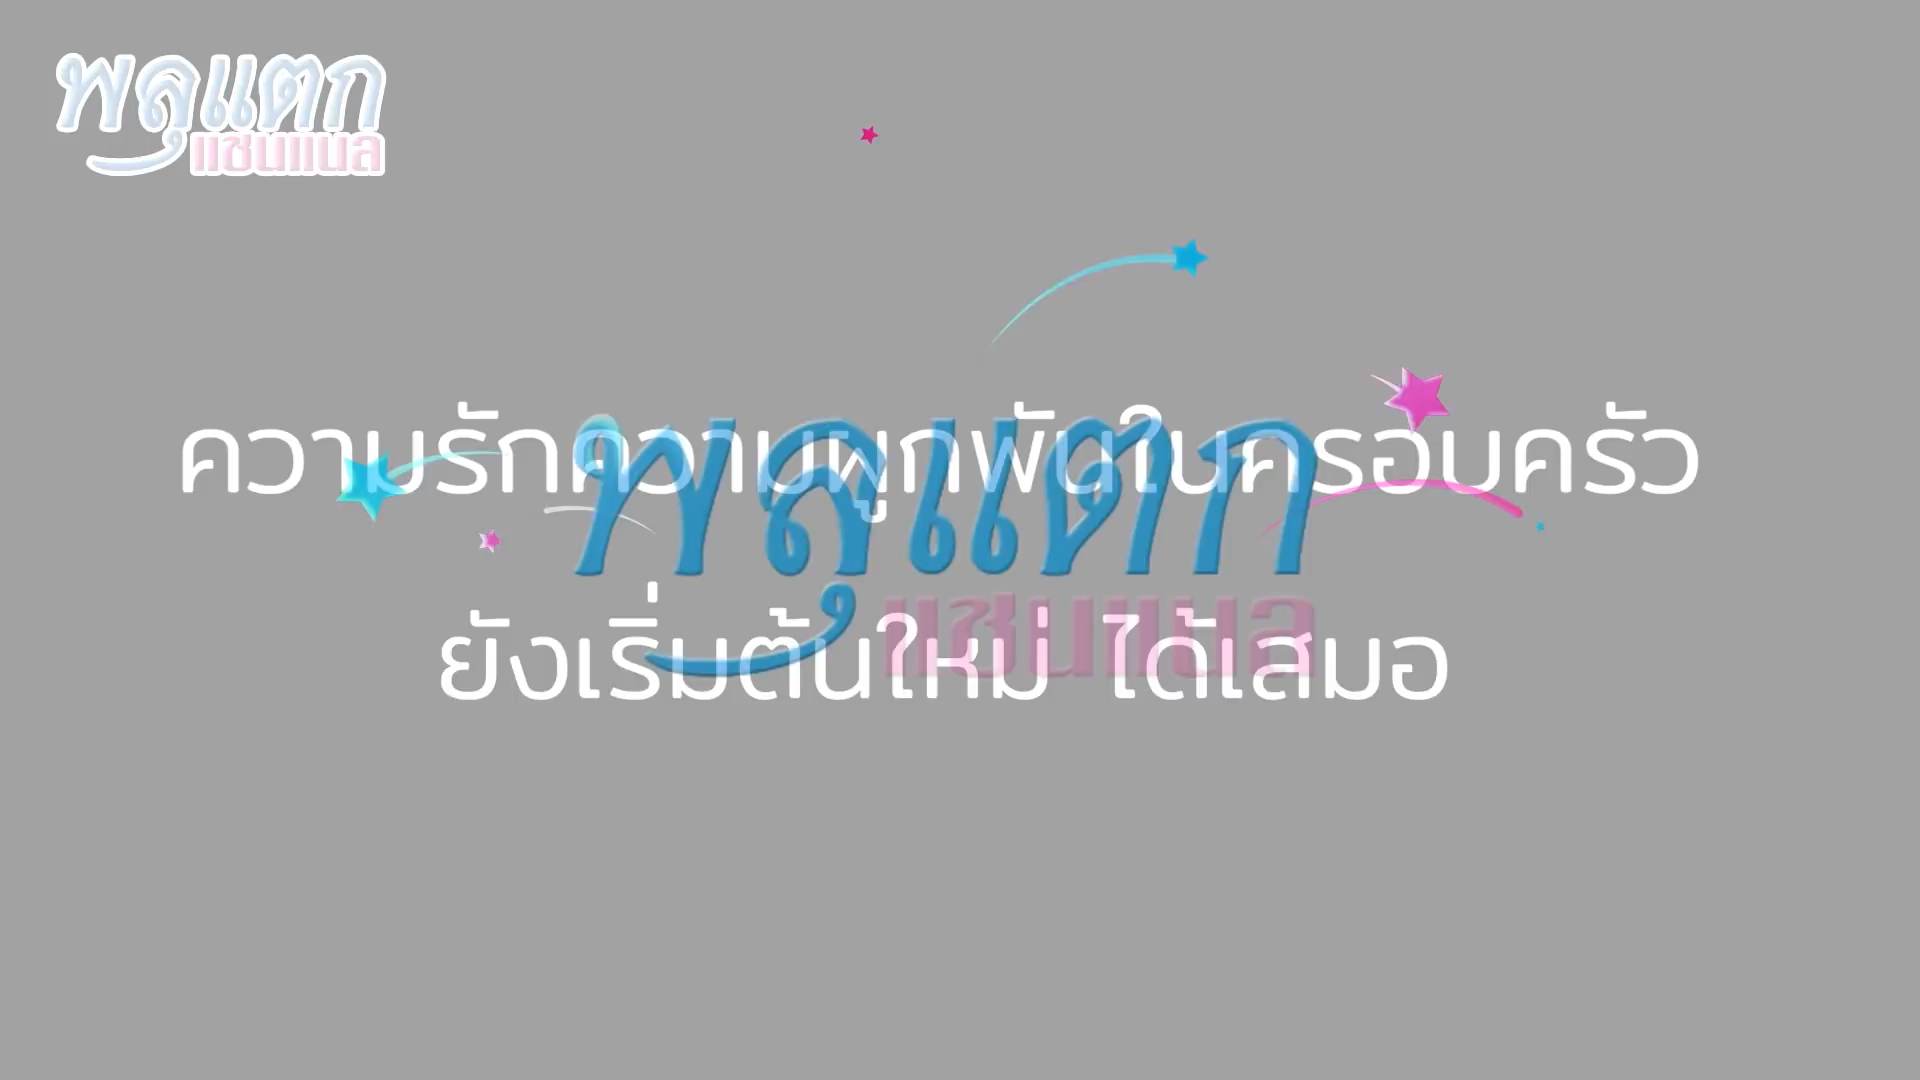 พลุแตก
แชนแนล
ความรักความผูกพันในครอบครัว
พลุแตก
แชนแนล
ยังเริ่มต้นใหม่ ได้เสมอ